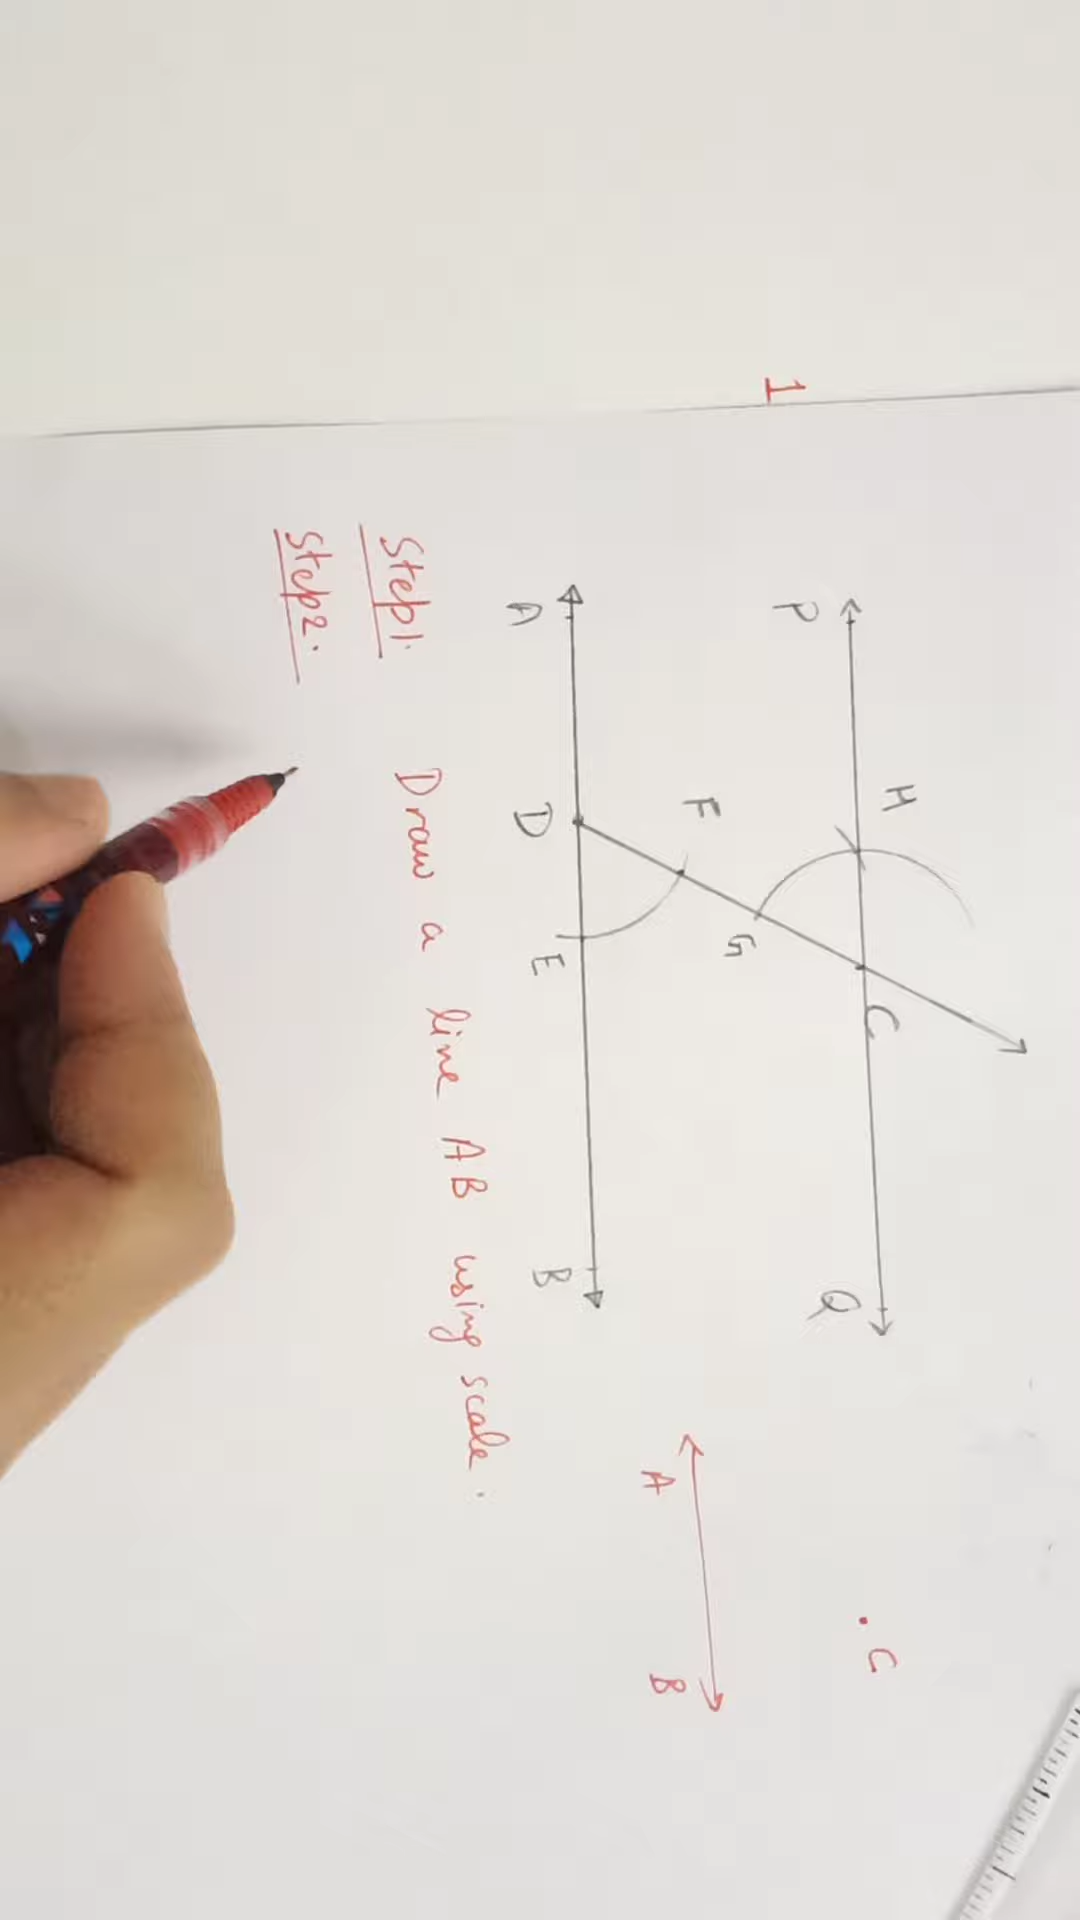 1
P H C Q
F G
A D E B
.C
A B
Step1. Draw a line AB using scale.
Step2.